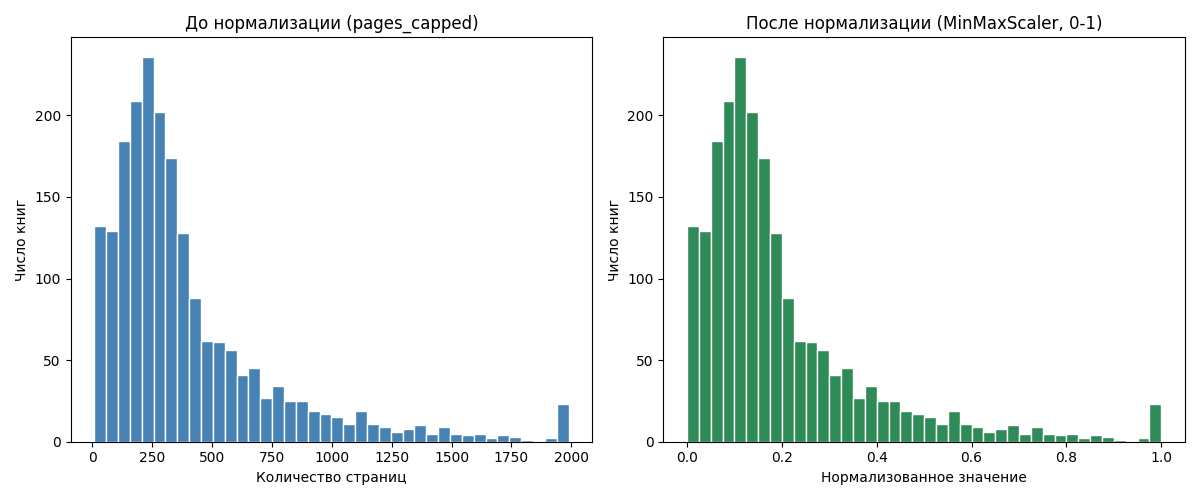 До нормализации (pages_capped)
Число книг
200
150
100
50
0
0 250 500 750 1000 1250 1500 1750 2000
Количество страниц
После нормализации (MinMaxScaler, 0-1)
Число книг
200
150
100
50
0
0.0 0.2 0.4 0.6 0.8 1.0
Нормализованное значение